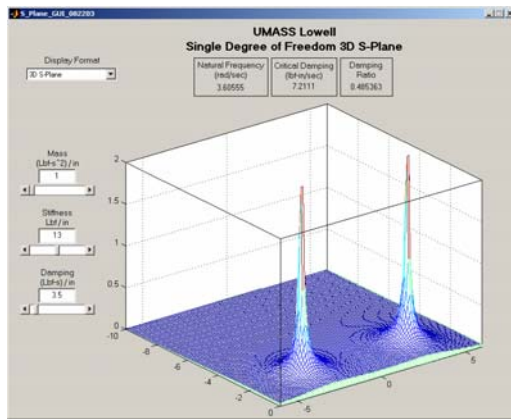 S_Plane_GUI_082203
UMASS Lowell
Single Degree of Freedom 3D S-Plane
Display Format
3D S-Plane
Natural Frequency
(rad/sec)
3.60555
Critical Damping
(lbf-in/sec)
7.2111
Damping
Ratio
0.485363
Mass
(Lbf-s^2) / in
1
Stiffness
Lbf / in
13
Damping
(Lbf-s) / in
3.5
2
1.5
1
0.5
0
-10
-8
-6
-4
-2
0
-5
0
5